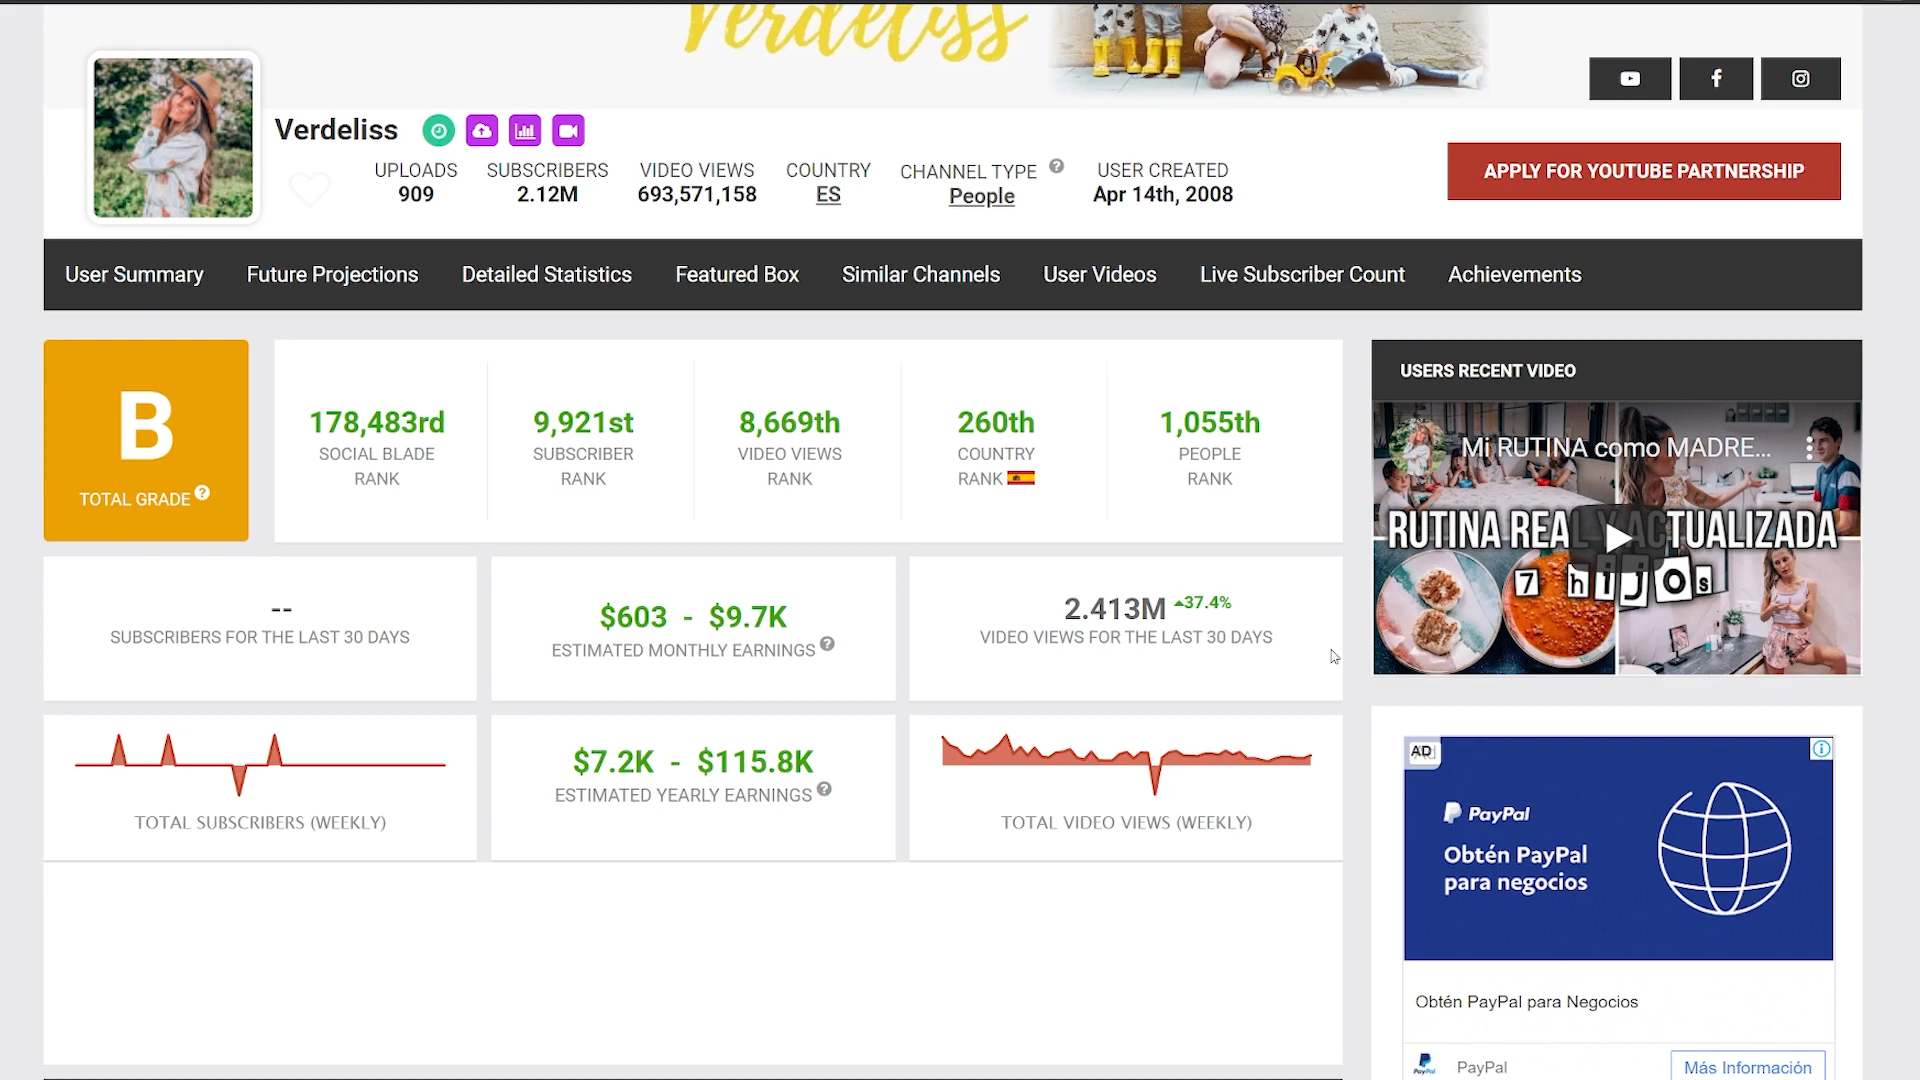 Verdeliss
Verdeliss
UPLOADS
909
SUBSCRIBERS
2.12M
VIDEO VIEWS
693,571,158
COUNTRY
ES
CHANNEL TYPE
People
USER CREATED
Apr 14th, 2008
APPLY FOR YOUTUBE PARTNERSHIP
User Summary
Future Projections
Detailed Statistics
Featured Box
Similar Channels
User Videos
Live Subscriber Count
Achievements
B
TOTAL GRADE
178,483rd
SOCIAL BLADE
RANK
9,921st
SUBSCRIBER
RANK
8,669th
VIDEO VIEWS
RANK
260th
COUNTRY
RANK
1,055th
PEOPLE
RANK
USERS RECENT VIDEO
Mi RUTINA como MADRE...
RUTINA REAL Y ACTUALIZADA
7 hijos
--
SUBSCRIBERS FOR THE LAST 30 DAYS
$603 - $9.7K
ESTIMATED MONTHLY EARNINGS
2.413M 37.4%
VIDEO VIEWS FOR THE LAST 30 DAYS
TOTAL SUBSCRIBERS (WEEKLY)
$7.2K - $115.8K
ESTIMATED YEARLY EARNINGS
TOTAL VIDEO VIEWS (WEEKLY)
AD
PayPal
Obtén PayPal
para negocios
Obtén PayPal para Negocios
PayPal
PayPal
Más Información